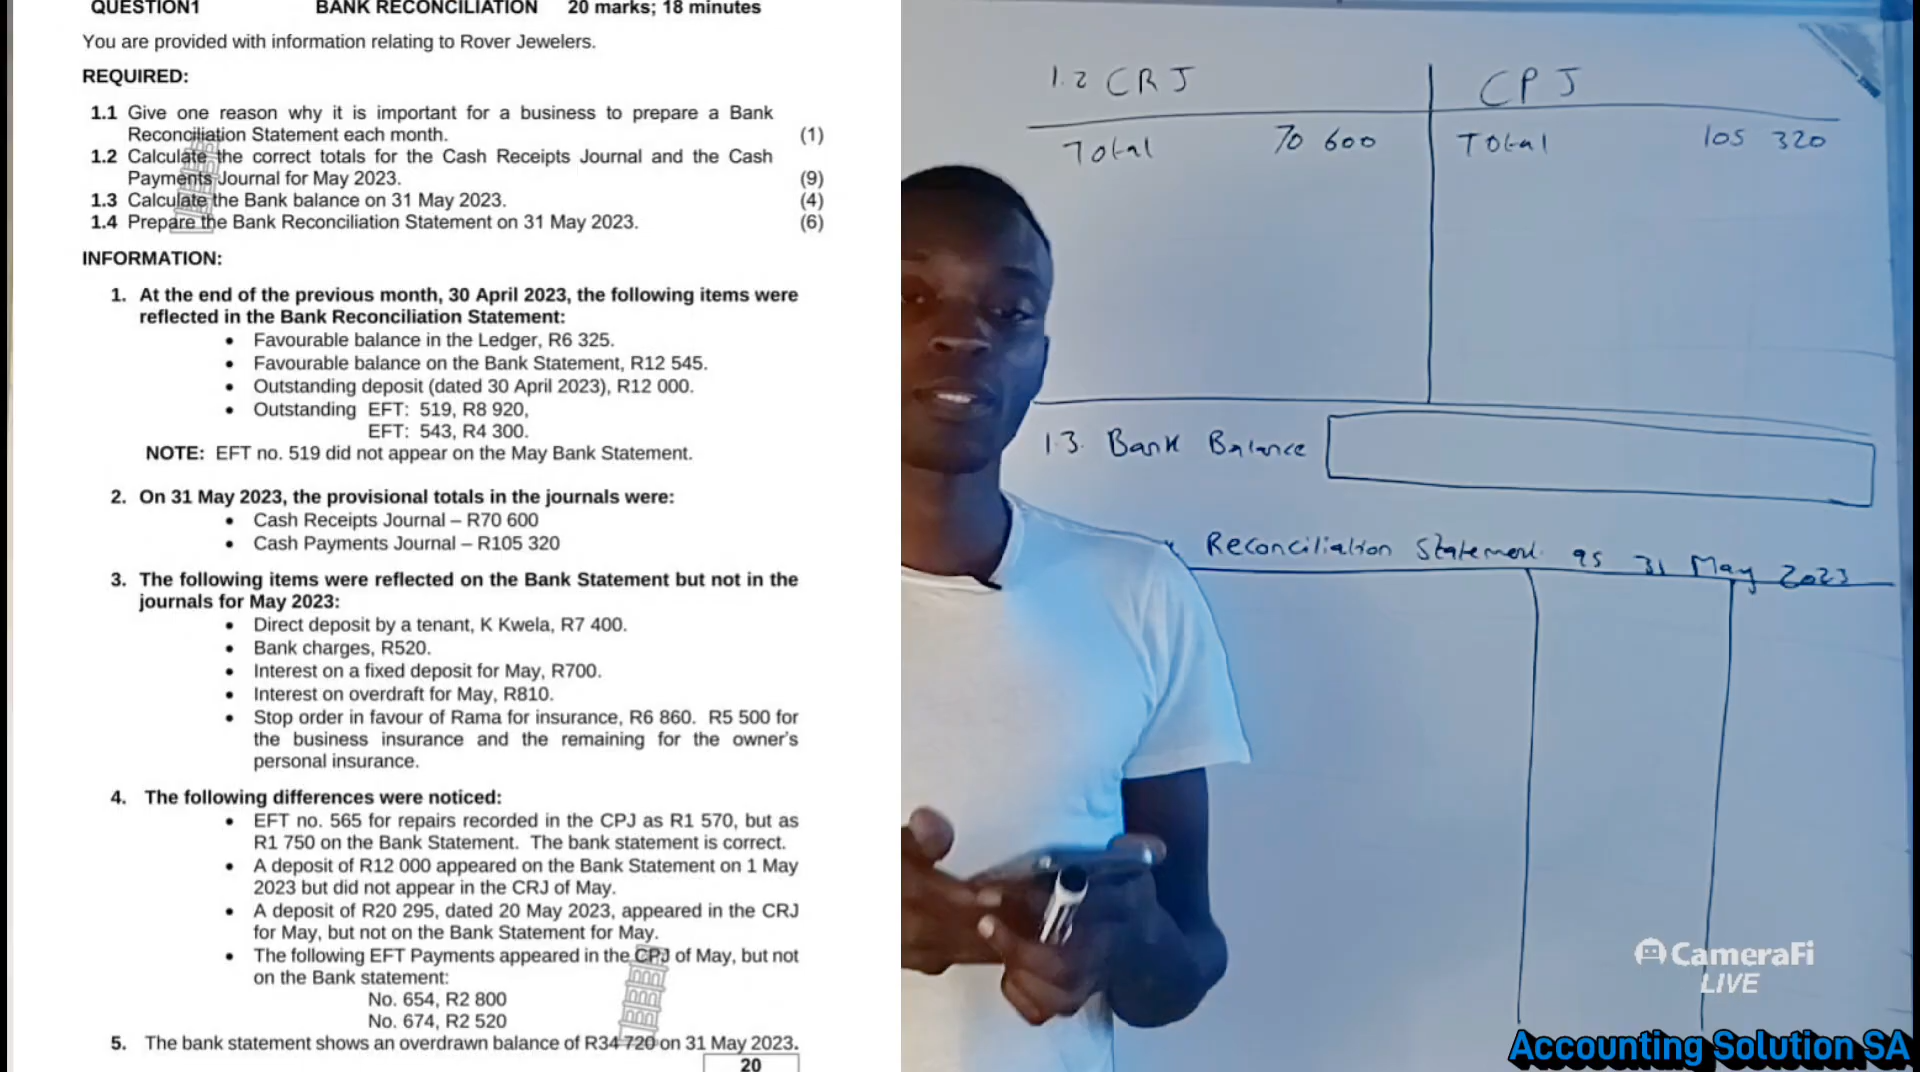 QUESTION1 BANK RECONCILIATION 20 marks; 18 minutes
You are provided with information relating to Rover Jewelers.
REQUIRED:
1.1 Give one reason why it is important for a business to prepare a Bank
Reconciliation Statement each month. (1)
1.2 Calculate the correct totals for the Cash Receipts Journal and the Cash
Payments Journal for May 2023. (9)
1.3 Calculate the Bank balance on 31 May 2023. (4)
1.4 Prepare the Bank Reconciliation Statement on 31 May 2023. (6)
INFORMATION:
1. At the end of the previous month, 30 April 2023, the following items were
reflected in the Bank Reconciliation Statement:
• Favourable balance in the Ledger, R6 325.
• Favourable balance on the Bank Statement, R12 545.
• Outstanding deposit (dated 30 April 2023), R12 000.
• Outstanding EFT: 519, R8 920,
EFT: 543, R4 300.
NOTE: EFT no. 519 did not appear on the May Bank Statement.
2. On 31 May 2023, the provisional totals in the journals were:
• Cash Receipts Journal – R70 600
• Cash Payments Journal – R105 320
3. The following items were reflected on the Bank Statement but not in the
journals for May 2023:
• Direct deposit by a tenant, K Kwela, R7 400.
• Bank charges, R520.
• Interest on a fixed deposit for May, R700.
• Interest on overdraft for May, R810.
• Stop order in favour of Rama for insurance, R6 860. R5 500 for
the business insurance and the remaining for the owner's
personal insurance.
4. The following differences were noticed:
• EFT no. 565 for repairs recorded in the CPJ as R1 570, but as
R1 750 on the Bank Statement. The bank statement is correct.
• A deposit of R12 000 appeared on the Bank Statement on 1 May
2023 but did not appear in the CRJ of May.
• A deposit of R20 295, dated 20 May 2023, appeared in the CRJ
for May, but not on the Bank Statement for May.
• The following EFT Payments appeared in the CPJ of May, but not
on the Bank statement:
No. 654, R2 800
No. 674, R2 520
5. The bank statement shows an overdrawn balance of R34 720 on 31 May 2023.
20
1.2 CRJ CPJ
Total 70 600 Total 105 320
1.3. Bank Balance
Reconciliation Statement as 31 May 2023
CameraFi
LIVE
Accounting Solution SA